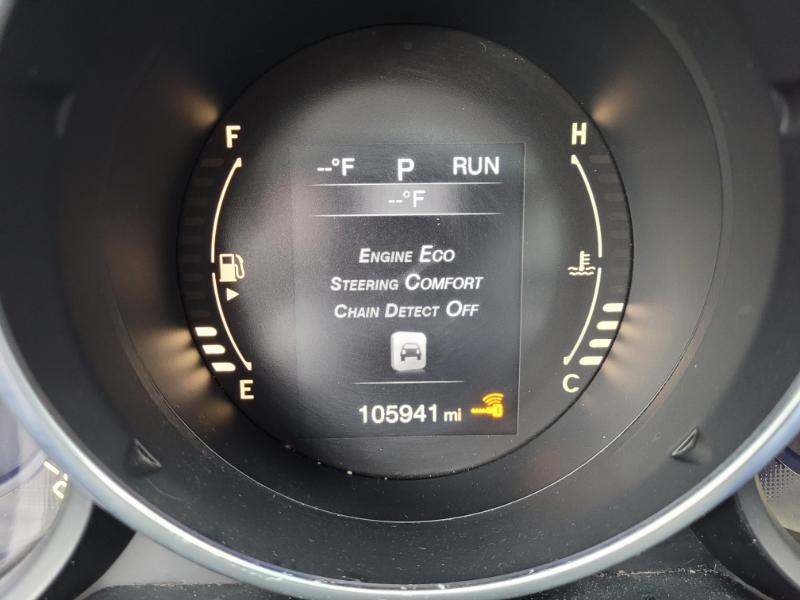 F
H
--°F P RUN
--°F
ENGINE ECO
STEERING COMFORT
CHAIN DETECT OFF
E
C
105941 mi